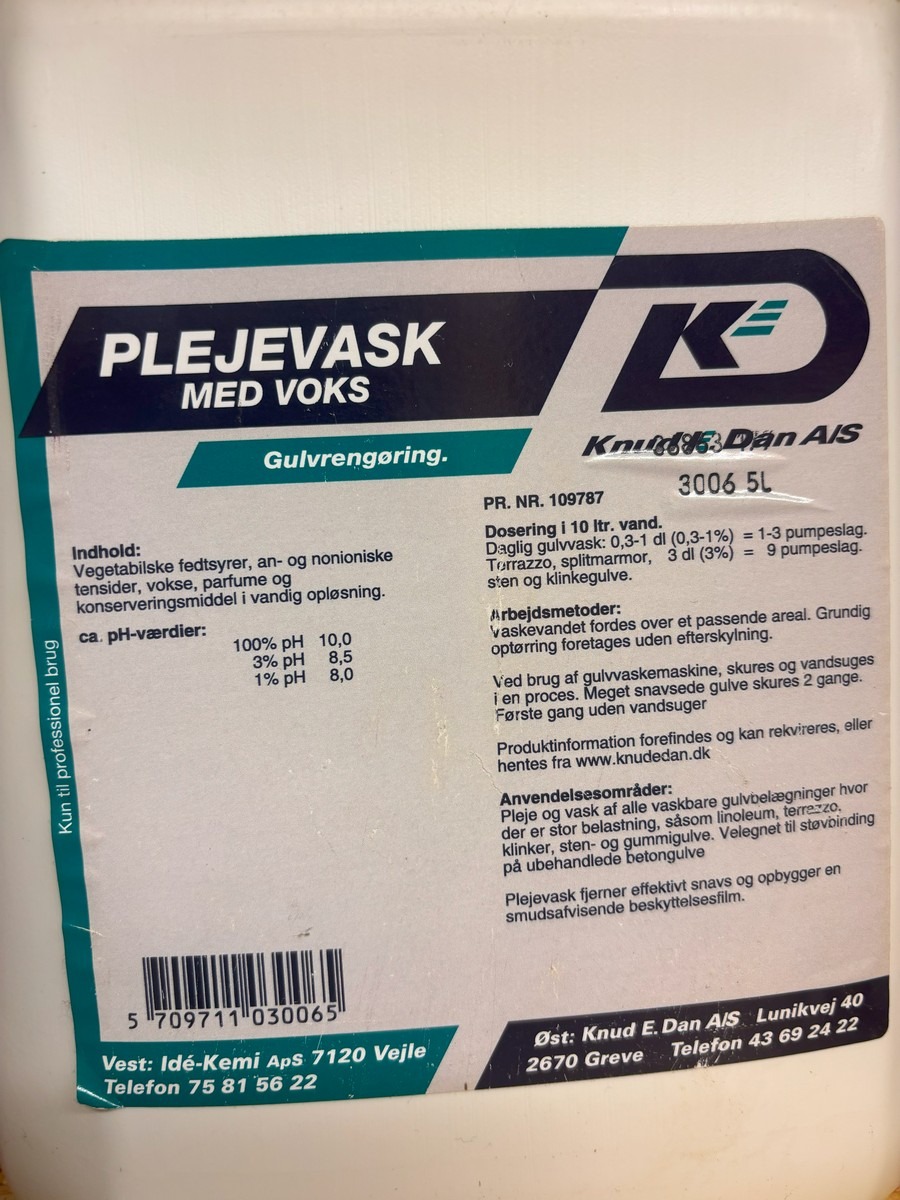 PLEJEVASK
MED VOKS
Gulvrengøring.
KE
Knud E. Dan A/S
3006 5L
PR. NR. 109787
Indhold:
Vegetabilske fedtsyrer, an- og nonioniske
tensider, vokse, parfume og
konserveringsmiddel i vandig opløsning.
ca. pH-værdier:
100% pH 10,0
3% pH 8,5
1% pH 8,0
Kun til professionel brug
Dosering i 10 ltr. vand.
Daglig gulvvask: 0,3-1 dl (0,3-1%) = 1-3 pumpeslag.
Terrazzo, splitmarmor, 3 dl (3%) = 9 pumpeslag.
sten og klinkegulve.
Arbejdsmetoder:
Vaskevandet fordes over et passende areal. Grundig
optørring foretages uden efterskylning.
Ved brug af gulvvaskemaskine, skures og vandsuges
i en proces. Meget snavsede gulve skures 2 gange.
Første gang uden vandsuger
Produktinformation forefindes og kan rekvireres, eller
hentes fra www.knudedan.dk
Anvendelsesområder:
Pleje og vask af alle vaskbare gulvbelægninger hvor
der er stor belastning, såsom linoleum, terrazzo,
klinker, sten- og gummigulve. Velegnet til støvbinding
på ubehandlede betongulve
Plejevask fjerner effektivt snavs og opbygger en
smudsafvisende beskyttelsesfilm.
5 709711 030065
Vest: Idé-Kemi ApS 7120 Vejle
Telefon 75 81 56 22
Øst: Knud E. Dan A/S Lunikvej 40
2670 Greve Telefon 43 69 24 22